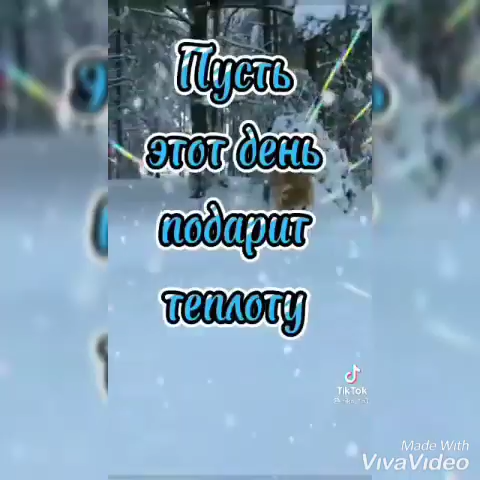 Пусть
этот день
подарит
теплоту
TikTok
Made With
VivaVideo